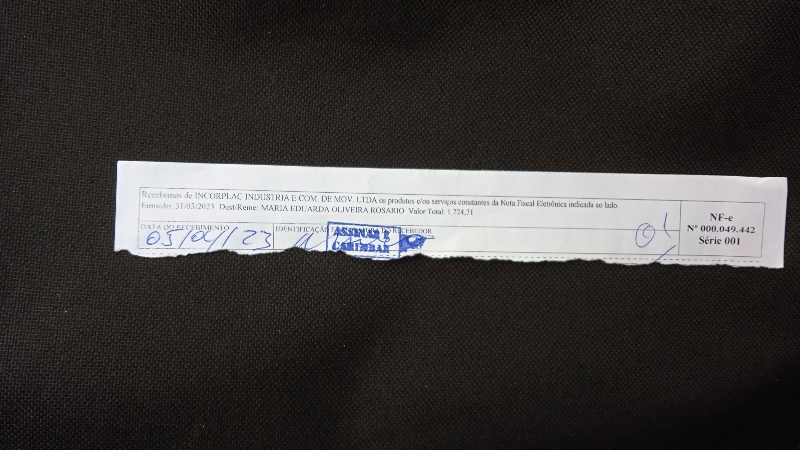 Recebemos de INCORPLAC INDUSTRIA E COM. DE MOV. LTDA os produtos e/ou serviços constantes da Nota Fiscal Eletrônica indicada ao lado.
Emissão: 31/03/2023 Dest/Reme: MARIA EDUARDA OLIVEIRA ROSARIO Valor Total: 1.724,71
NF-e
Nº 000.049.442
Série 001
DATA DO RECEBIMENTO
IDENTIFICAÇÃO E RECEBEDOR
05/04/23
ASSINAR E
CARIMBAR